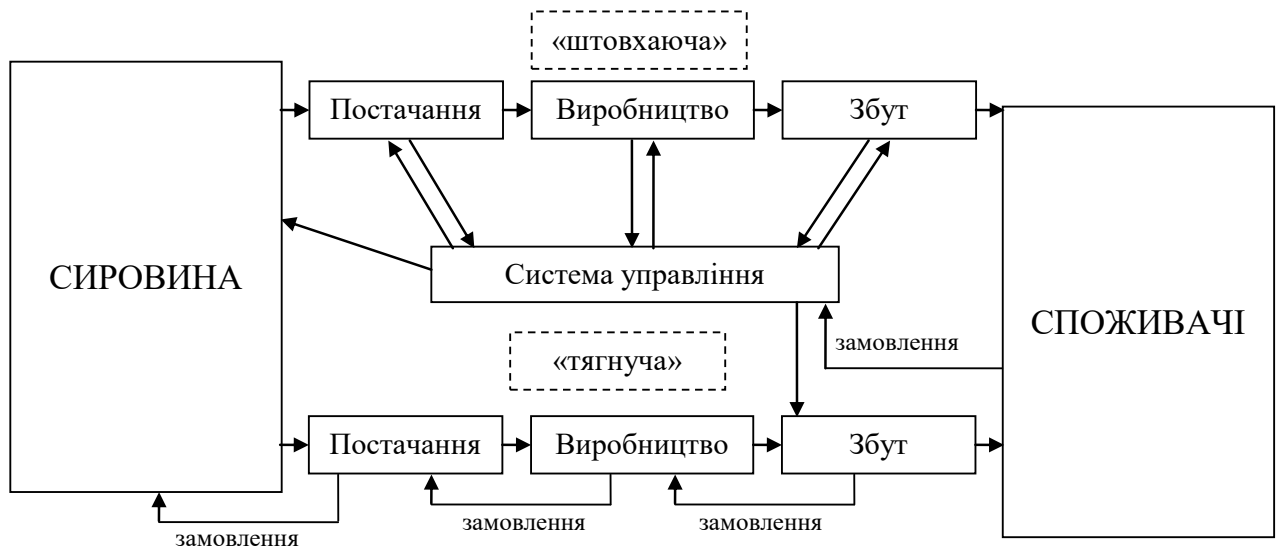 «штовхаюча»
Постачання
Виробництво
Збут
СИРОВИНА
Система управління
СПОЖИВАЧІ
замовлення
«тягнуча»
Постачання
Виробництво
Збут
замовлення
замовлення
замовлення